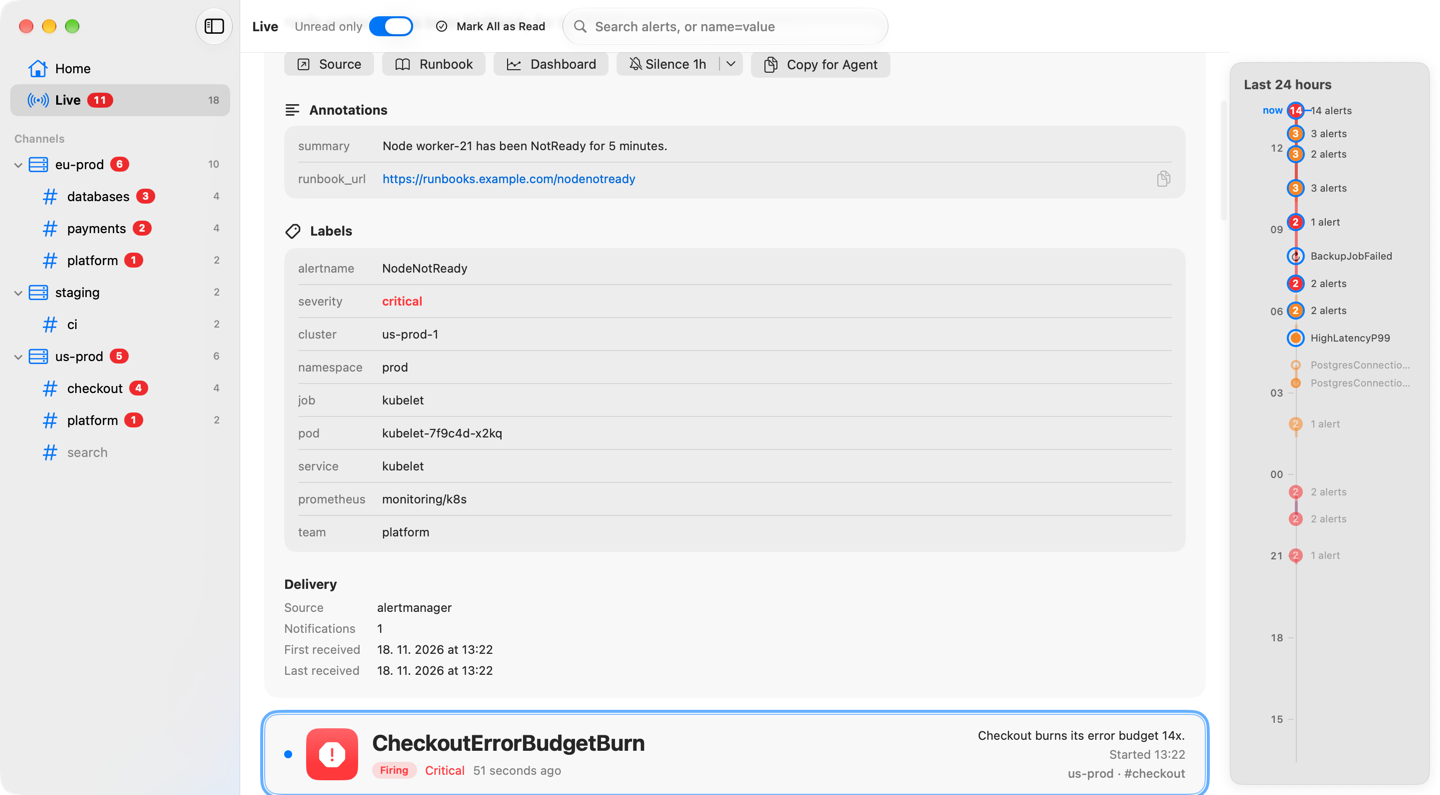 Home
Live 11 18
Channels
eu-prod 6 10
databases 3 4
payments 2 4
platform 1 2
staging 2
ci 2
us-prod 5 6
checkout 4 4
platform 1 2
search
Live Unread only Mark All as Read Search alerts, or name=value
Source Runbook Dashboard Silence 1h Copy for Agent
Annotations
summary Node worker-21 has been NotReady for 5 minutes.
runbook_url https://runbooks.example.com/nodenotready
Labels
alertname NodeNotReady
severity critical
cluster us-prod-1
namespace prod
job kubelet
pod kubelet-7f9c4d-x2kq
service kubelet
prometheus monitoring/k8s
team platform
Delivery
Source alertmanager
Notifications 1
First received 18. 11. 2026 at 13:22
Last received 18. 11. 2026 at 13:22
CheckoutErrorBudgetBurn
Firing Critical 51 seconds ago
Checkout burns its error budget 14x.
Started 13:22
us-prod · #checkout
Last 24 hours
now 14 14 alerts
3 3 alerts
12
3 2 alerts
3 3 alerts
2 1 alert
09
BackupJobFailed
2 2 alerts
06 2 2 alerts
HighLatencyP99
PostgresConnectio...
PostgresConnectio...
03
2 1 alert
00
2 2 alerts
2 2 alerts
21 2 1 alert
18
15